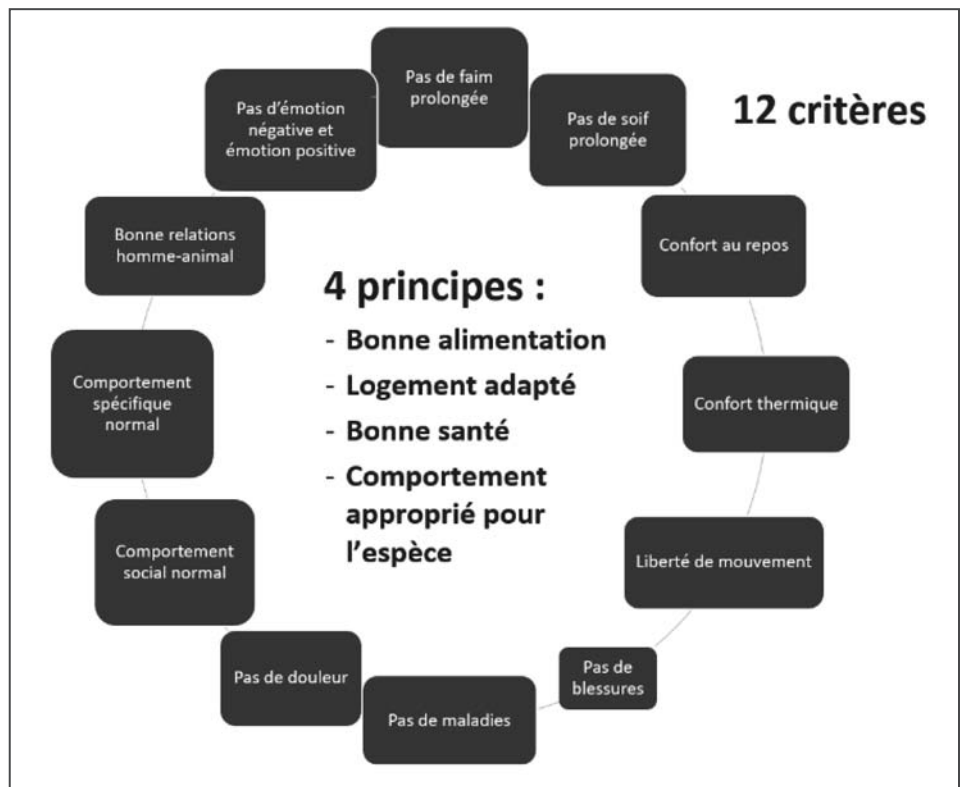 Pas de faim
prolongée
Pas de soif
prolongée
12 critères
Confort au repos
Confort thermique
Liberté de mouvement
Pas de
blessures
Pas de maladies
Pas de douleur
Comportement
social normal
Comportement
spécifique
normal
Bonne relations
homme-animal
Pas d'émotion
négative et
émotion positive
4 principes :
- Bonne alimentation
- Logement adapté
- Bonne santé
- Comportement
approprié pour
l'espèce